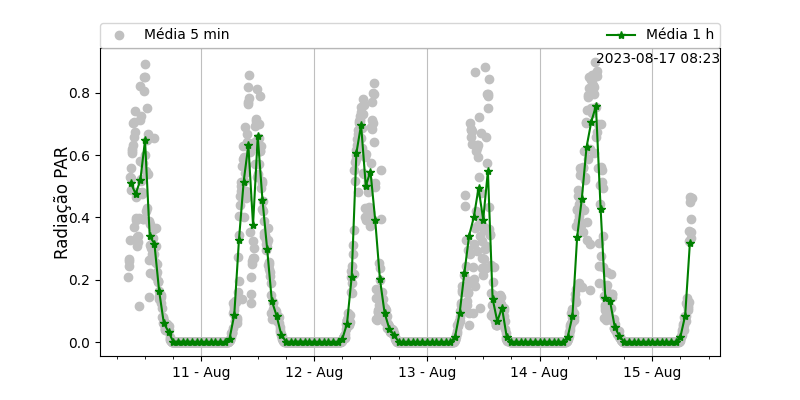 Média 5 min
Média 1 h
2023-08-17 08:23
Radiação PAR
0.8
0.6
0.4
0.2
0.0
11 - Aug
12 - Aug
13 - Aug
14 - Aug
15 - Aug